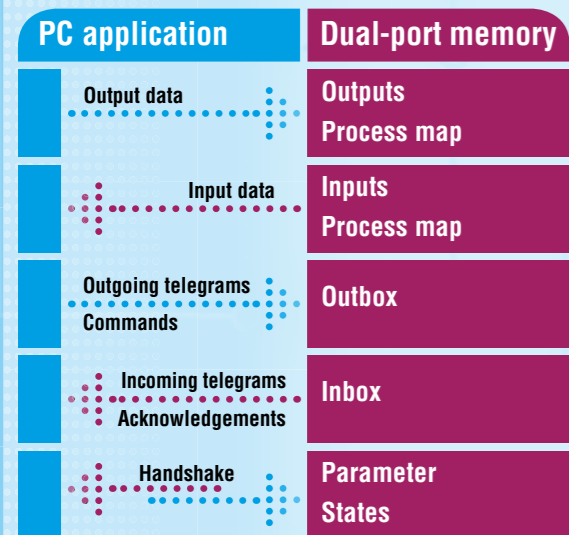 PC application
Dual-port memory
Output data
Outputs
Process map
Input data
Inputs
Process map
Outgoing telegrams
Commands
Outbox
Incoming telegrams
Acknowledgements
Inbox
Handshake
Parameter
States